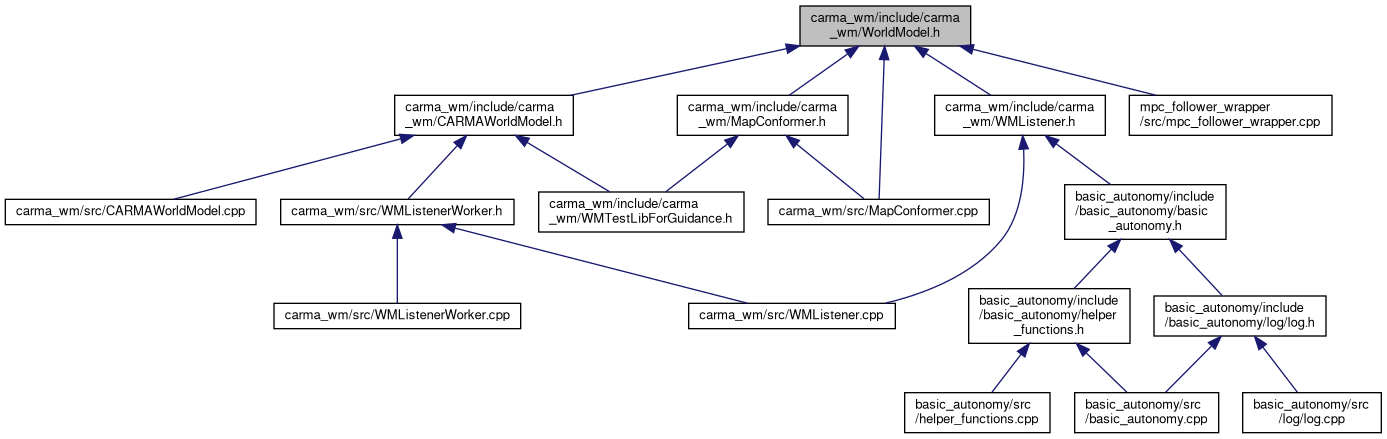 carma_wm/include/carma
_wm/WorldModel.h
carma_wm/include/carma
_wm/CARMAWorldModel.h
carma_wm/include/carma
_wm/MapConformer.h
carma_wm/include/carma
_wm/WMListener.h
mpc_follower_wrapper
/src/mpc_follower_wrapper.cpp
carma_wm/src/CARMAWorldModel.cpp
carma_wm/src/WMListenerWorker.h
carma_wm/include/carma
_wm/WMTestLibForGuidance.h
carma_wm/src/MapConformer.cpp
basic_autonomy/include
/basic_autonomy/basic
_autonomy.h
carma_wm/src/WMListenerWorker.cpp
carma_wm/src/WMListener.cpp
basic_autonomy/include
/basic_autonomy/helper
_functions.h
basic_autonomy/include
/basic_autonomy/log/log.h
basic_autonomy/src
/helper_functions.cpp
basic_autonomy/src
/basic_autonomy.cpp
basic_autonomy/src
/log/log.cpp